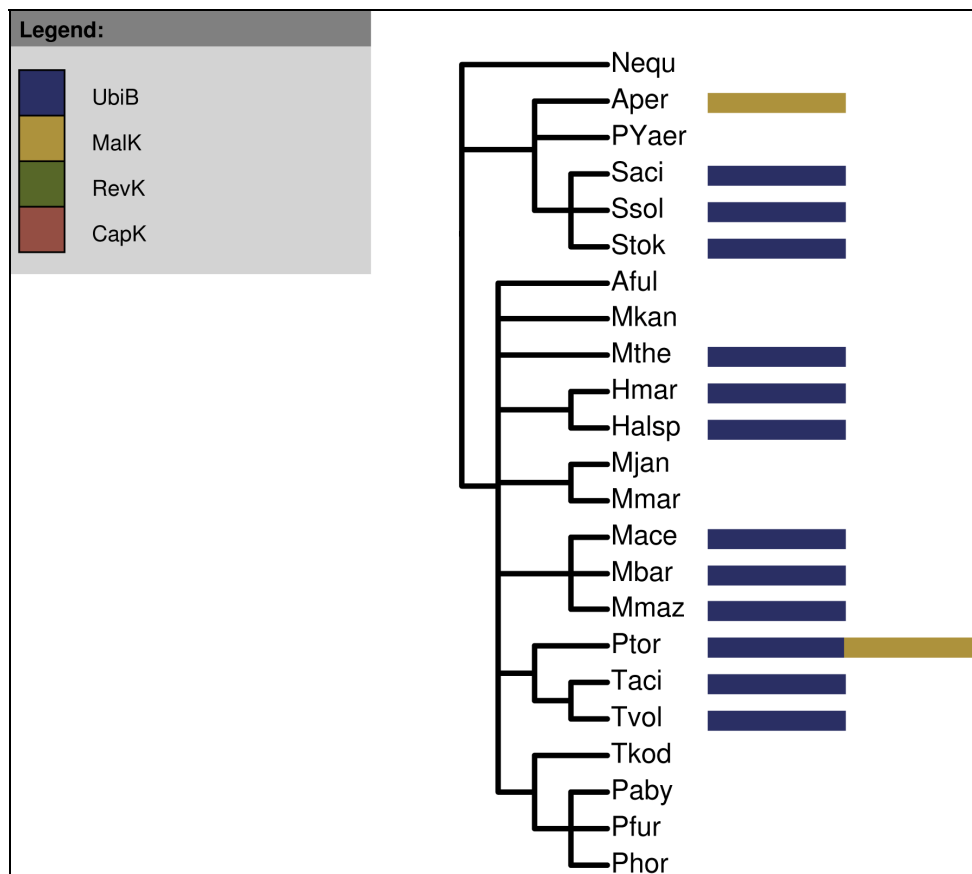 Legend:
UbiB
MalK
RevK
CapK
Nequ
Aper
PYaer
Saci
Ssol
Stok
Aful
Mkan
Mthe
Hmar
Halsp
Mjan
Mmar
Mace
Mbar
Mmaz
Ptor
Taci
Tvol
Tkod
Paby
Pfur
Phor